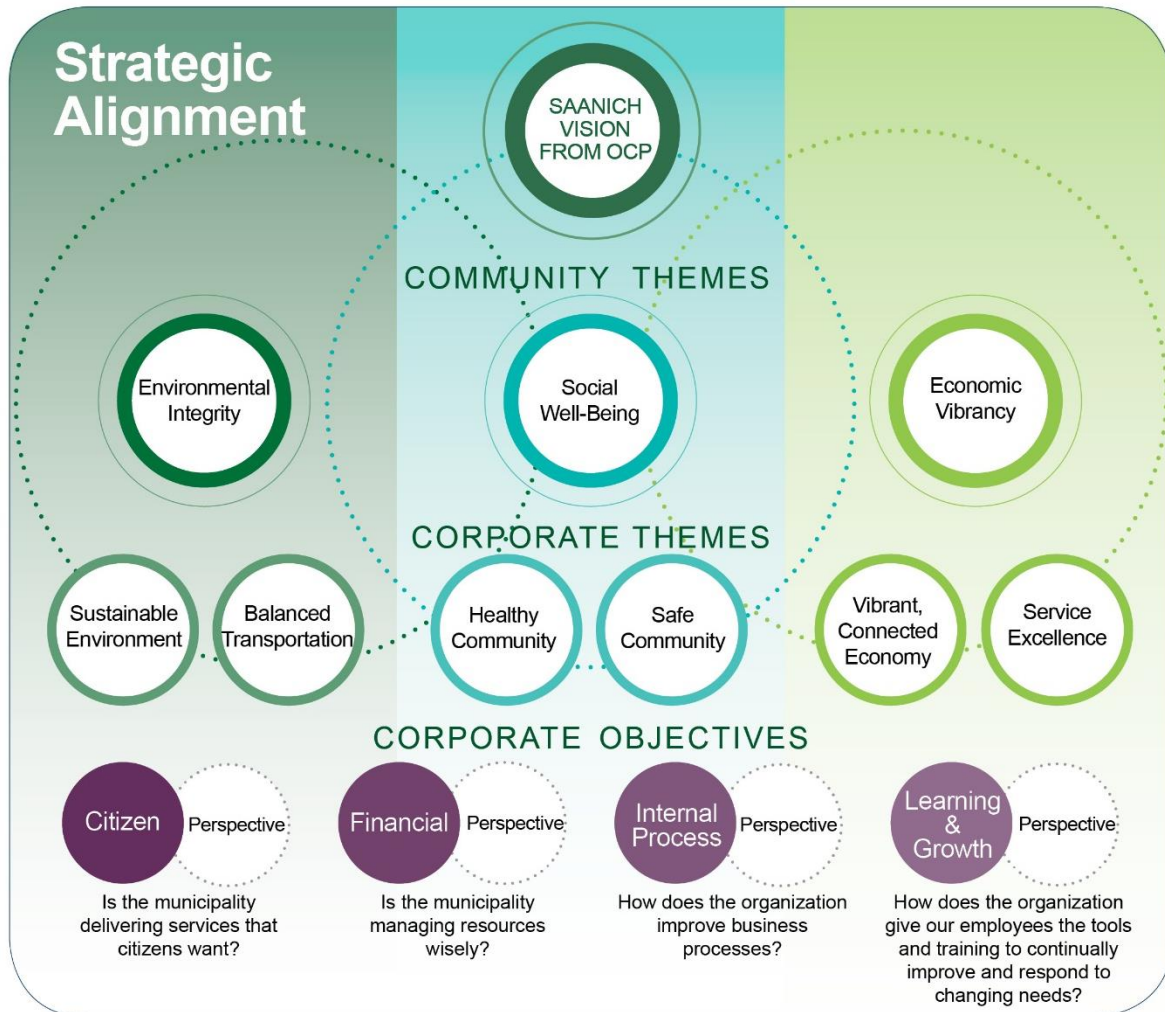 Strategic
Alignment
SAANICH
VISION
FROM OCP
COMMUNITY THEMES
Environmental
Integrity
Social
Well-Being
Economic
Vibrancy
CORPORATE THEMES
Sustainable
Environment
Balanced
Transportation
Healthy
Community
Safe
Community
Vibrant,
Connected
Economy
Service
Excellence
CORPORATE OBJECTIVES
Citizen
Perspective
Financial
Perspective
Internal
Process
Perspective
Learning
&
Growth
Perspective
Is the municipality
delivering services that
citizens want?
Is the municipality
managing resources
wisely?
How does the organization
improve business
processes?
How does the organization
give our employees the tools
and training to continually
improve and respond to
changing needs?